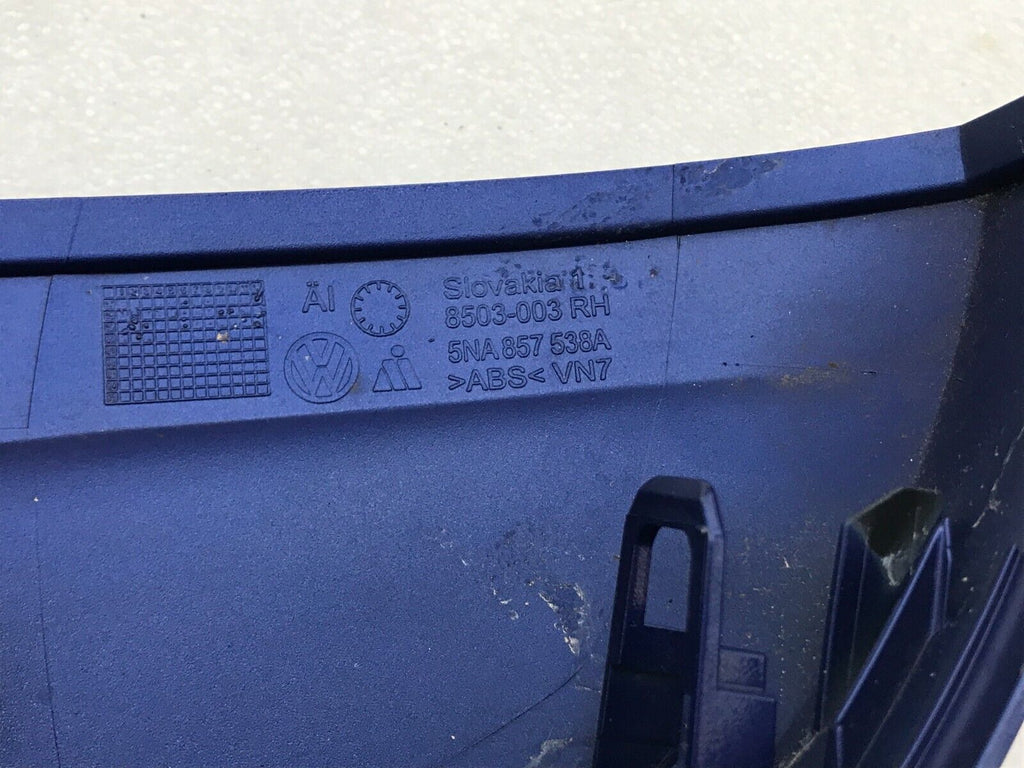 ÄI
Slovakia 1:
8503-003 RH
5NA 857 538A
>ABS< VN7